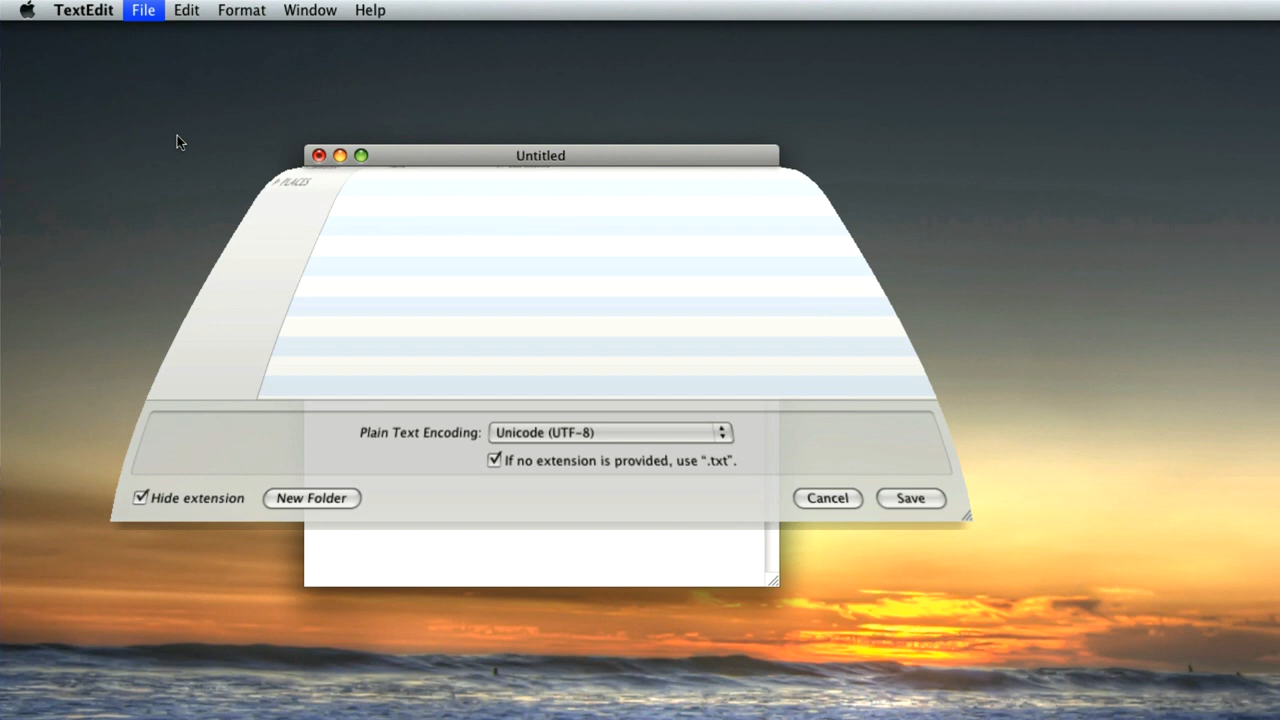 TextEdit File Edit Format Window Help
Untitled
PLACES
Plain Text Encoding: Unicode (UTF-8)
If no extension is provided, use “.txt”.
Hide extension New Folder Cancel Save